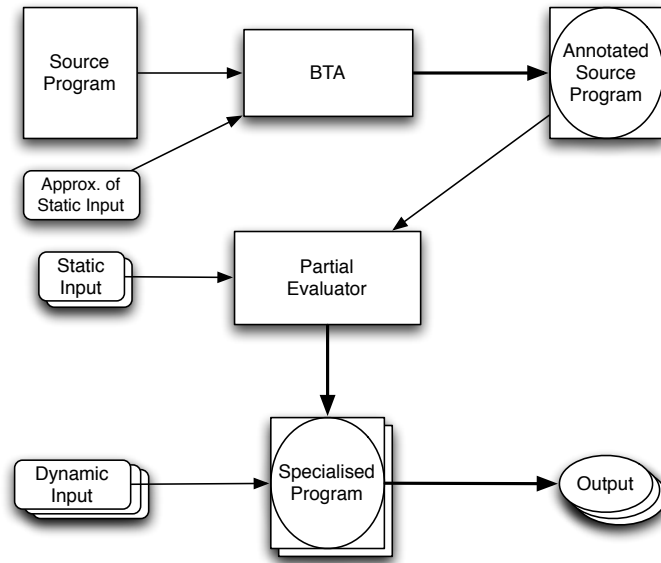 Source
Program
BTA
Annotated
Source
Program
Approx. of
Static Input
Static
Input
Partial
Evaluator
Dynamic
Input
Specialised
Program
Output